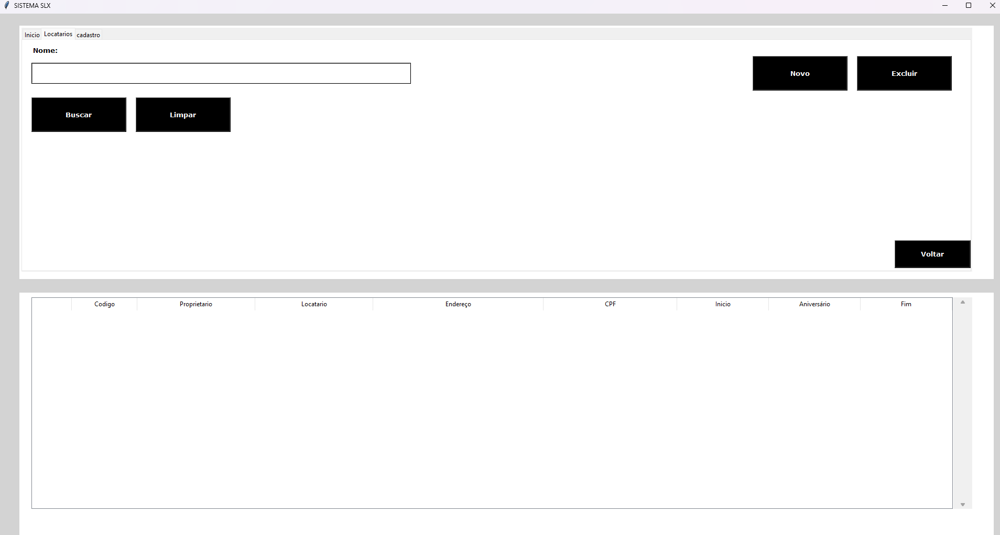 SISTEMA SLX
Inicio Locatarios cadastro
Nome:
Novo Excluir
Buscar Limpar
Voltar
Codigo Proprietario Locatario Endereço CPF Inicio Aniversário Fim